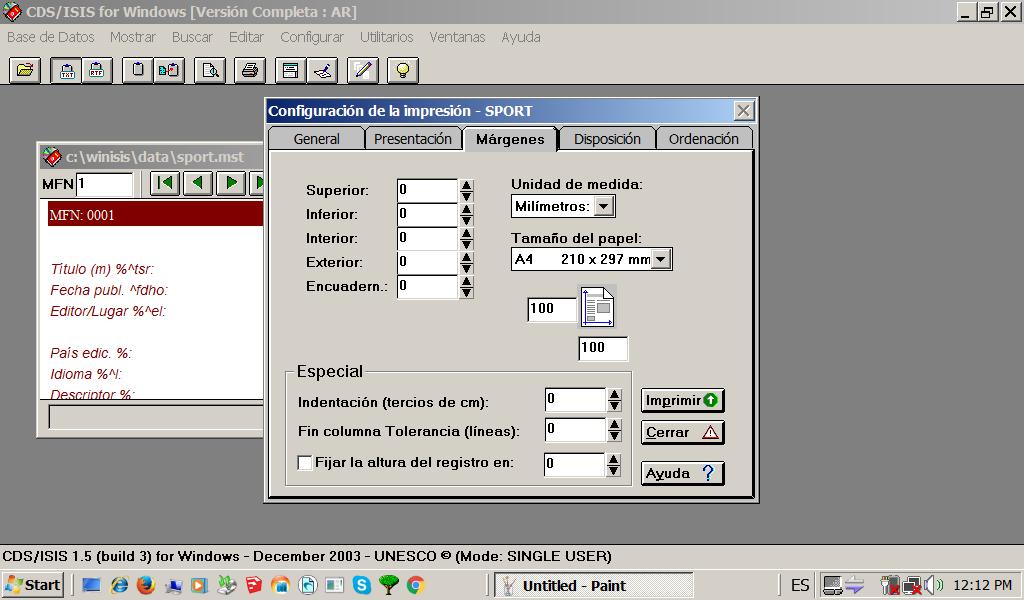 CDS/ISIS for Windows [Versión Completa : AR]
Base de Datos Mostrar Buscar Editar Configurar Utilitarios Ventanas Ayuda
TXT RTF
Configuración de la impresión - SPORT
General Presentación Márgenes Disposición Ordenación
c:\winisis\data\sport.mst
MFN 1
MFN: 0001
Título (m) %^tsr:
Fecha publ. ^fdho:
Editor/Lugar %^el:
País edic. %:
Idioma %^l:
Descriptor %:
Superior: 0
Inferior: 0
Interior: 0
Exterior: 0
Encuadern.: 0
Unidad de medida:
Milímetros:
Tamaño del papel:
A4 210 x 297 mm
100
100
Especial
Indentación (tercios de cm): 0
Fin columna Tolerancia (líneas): 0
Fijar la altura del registro en: 0
Imprimir
Cerrar
Ayuda ?
CDS/ISIS 1.5 (build 3) for Windows - December 2003 - UNESCO © (Mode: SINGLE USER)
Start Untitled - Paint ES 12:12 PM